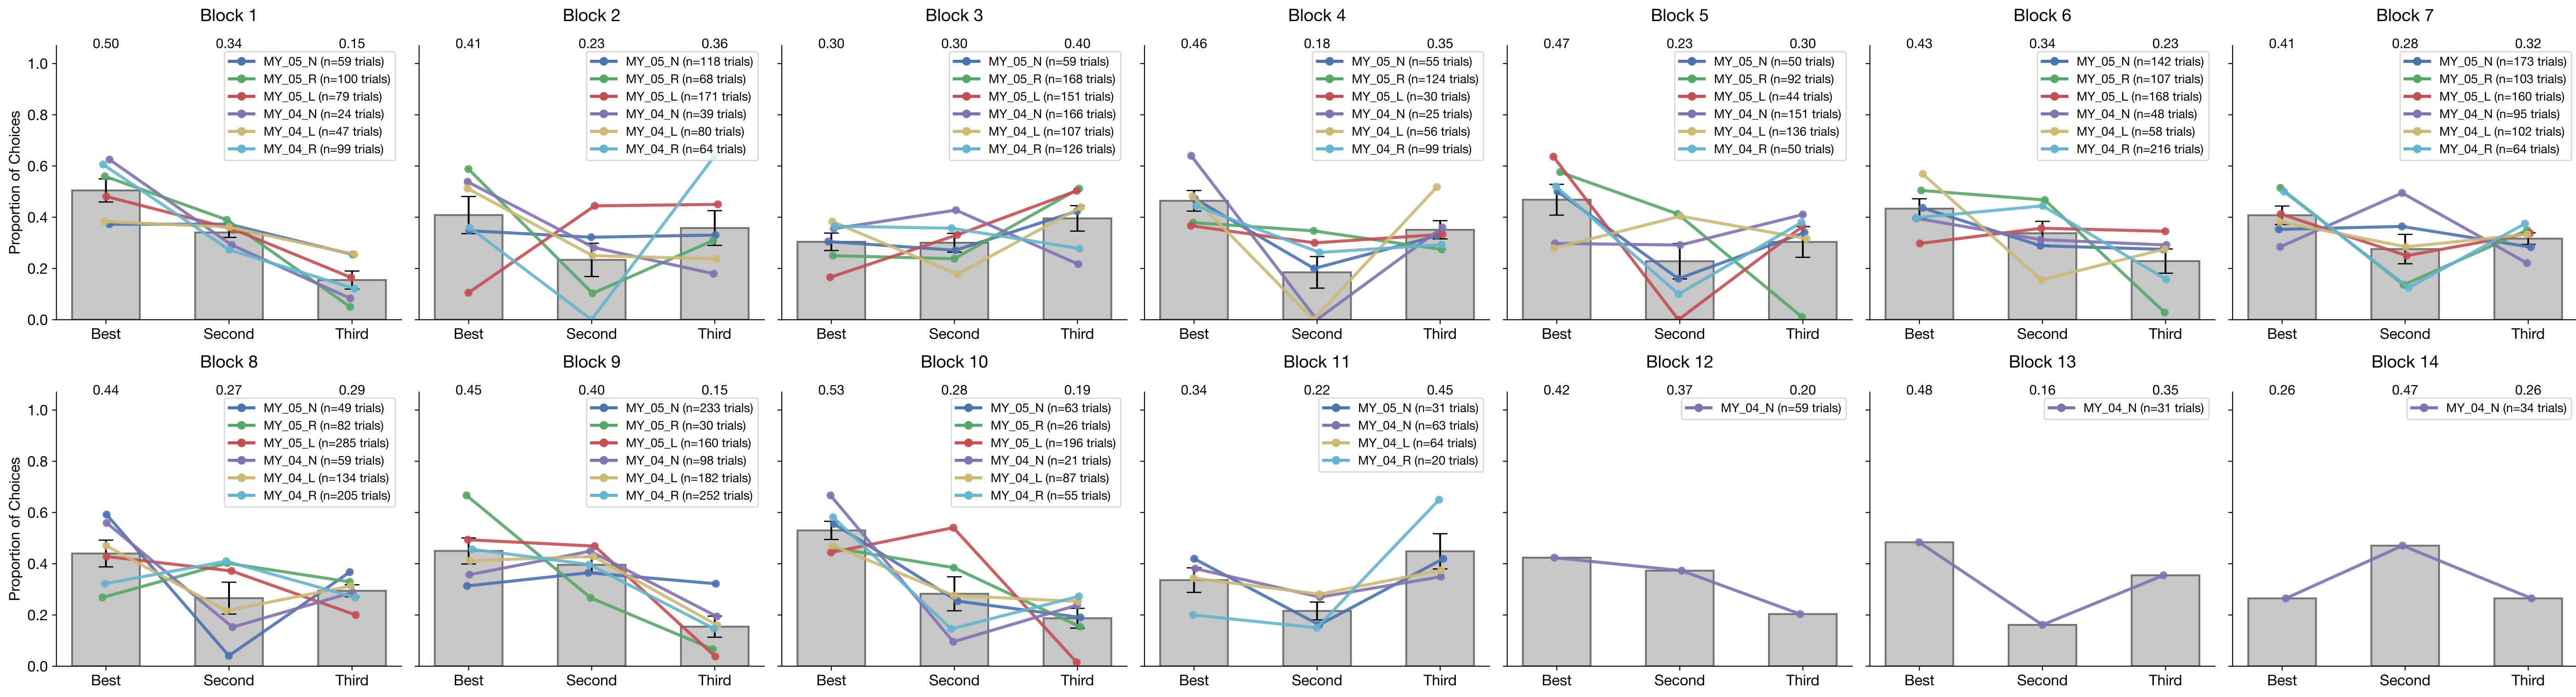 Block 1
0.50 0.34 0.15
MY_05_N (n=59 trials)
MY_05_R (n=100 trials)
MY_05_L (n=79 trials)
MY_04_N (n=24 trials)
MY_04_L (n=47 trials)
MY_04_R (n=99 trials)
Proportion of Choices
1.0
0.8
0.6
0.4
0.2
0.0
Best Second Third
Block 2
0.41 0.23 0.36
MY_05_N (n=118 trials)
MY_05_R (n=68 trials)
MY_05_L (n=171 trials)
MY_04_N (n=39 trials)
MY_04_L (n=80 trials)
MY_04_R (n=64 trials)
Best Second Third
Block 3
0.30 0.30 0.40
MY_05_N (n=59 trials)
MY_05_R (n=168 trials)
MY_05_L (n=151 trials)
MY_04_N (n=166 trials)
MY_04_L (n=107 trials)
MY_04_R (n=126 trials)
Best Second Third
Block 4
0.46 0.18 0.35
MY_05_N (n=55 trials)
MY_05_R (n=124 trials)
MY_05_L (n=30 trials)
MY_04_N (n=25 trials)
MY_04_L (n=56 trials)
MY_04_R (n=99 trials)
Best Second Third
Block 5
0.47 0.23 0.30
MY_05_N (n=50 trials)
MY_05_R (n=92 trials)
MY_05_L (n=44 trials)
MY_04_N (n=151 trials)
MY_04_L (n=136 trials)
MY_04_R (n=50 trials)
Best Second Third
Block 6
0.43 0.34 0.23
MY_05_N (n=142 trials)
MY_05_R (n=107 trials)
MY_05_L (n=168 trials)
MY_04_N (n=48 trials)
MY_04_L (n=58 trials)
MY_04_R (n=216 trials)
Best Second Third
Block 7
0.41 0.28 0.32
MY_05_N (n=173 trials)
MY_05_R (n=103 trials)
MY_05_L (n=160 trials)
MY_04_N (n=95 trials)
MY_04_L (n=102 trials)
MY_04_R (n=64 trials)
Best Second Third
Block 8
0.44 0.27 0.29
MY_05_N (n=49 trials)
MY_05_R (n=82 trials)
MY_05_L (n=285 trials)
MY_04_N (n=59 trials)
MY_04_L (n=134 trials)
MY_04_R (n=205 trials)
Proportion of Choices
1.0
0.8
0.6
0.4
0.2
0.0
Best Second Third
Block 9
0.45 0.40 0.15
MY_05_N (n=233 trials)
MY_05_R (n=30 trials)
MY_05_L (n=160 trials)
MY_04_N (n=98 trials)
MY_04_L (n=182 trials)
MY_04_R (n=252 trials)
Best Second Third
Block 10
0.53 0.28 0.19
MY_05_N (n=63 trials)
MY_05_R (n=26 trials)
MY_05_L (n=196 trials)
MY_04_N (n=21 trials)
MY_04_L (n=87 trials)
MY_04_R (n=55 trials)
Best Second Third
Block 11
0.34 0.22 0.45
MY_05_N (n=31 trials)
MY_04_N (n=63 trials)
MY_04_L (n=64 trials)
MY_04_R (n=20 trials)
Best Second Third
Block 12
0.42 0.37 0.20
MY_04_N (n=59 trials)
Best Second Third
Block 13
0.48 0.16 0.35
MY_04_N (n=31 trials)
Best Second Third
Block 14
0.26 0.47 0.26
MY_04_N (n=34 trials)
Best Second Third